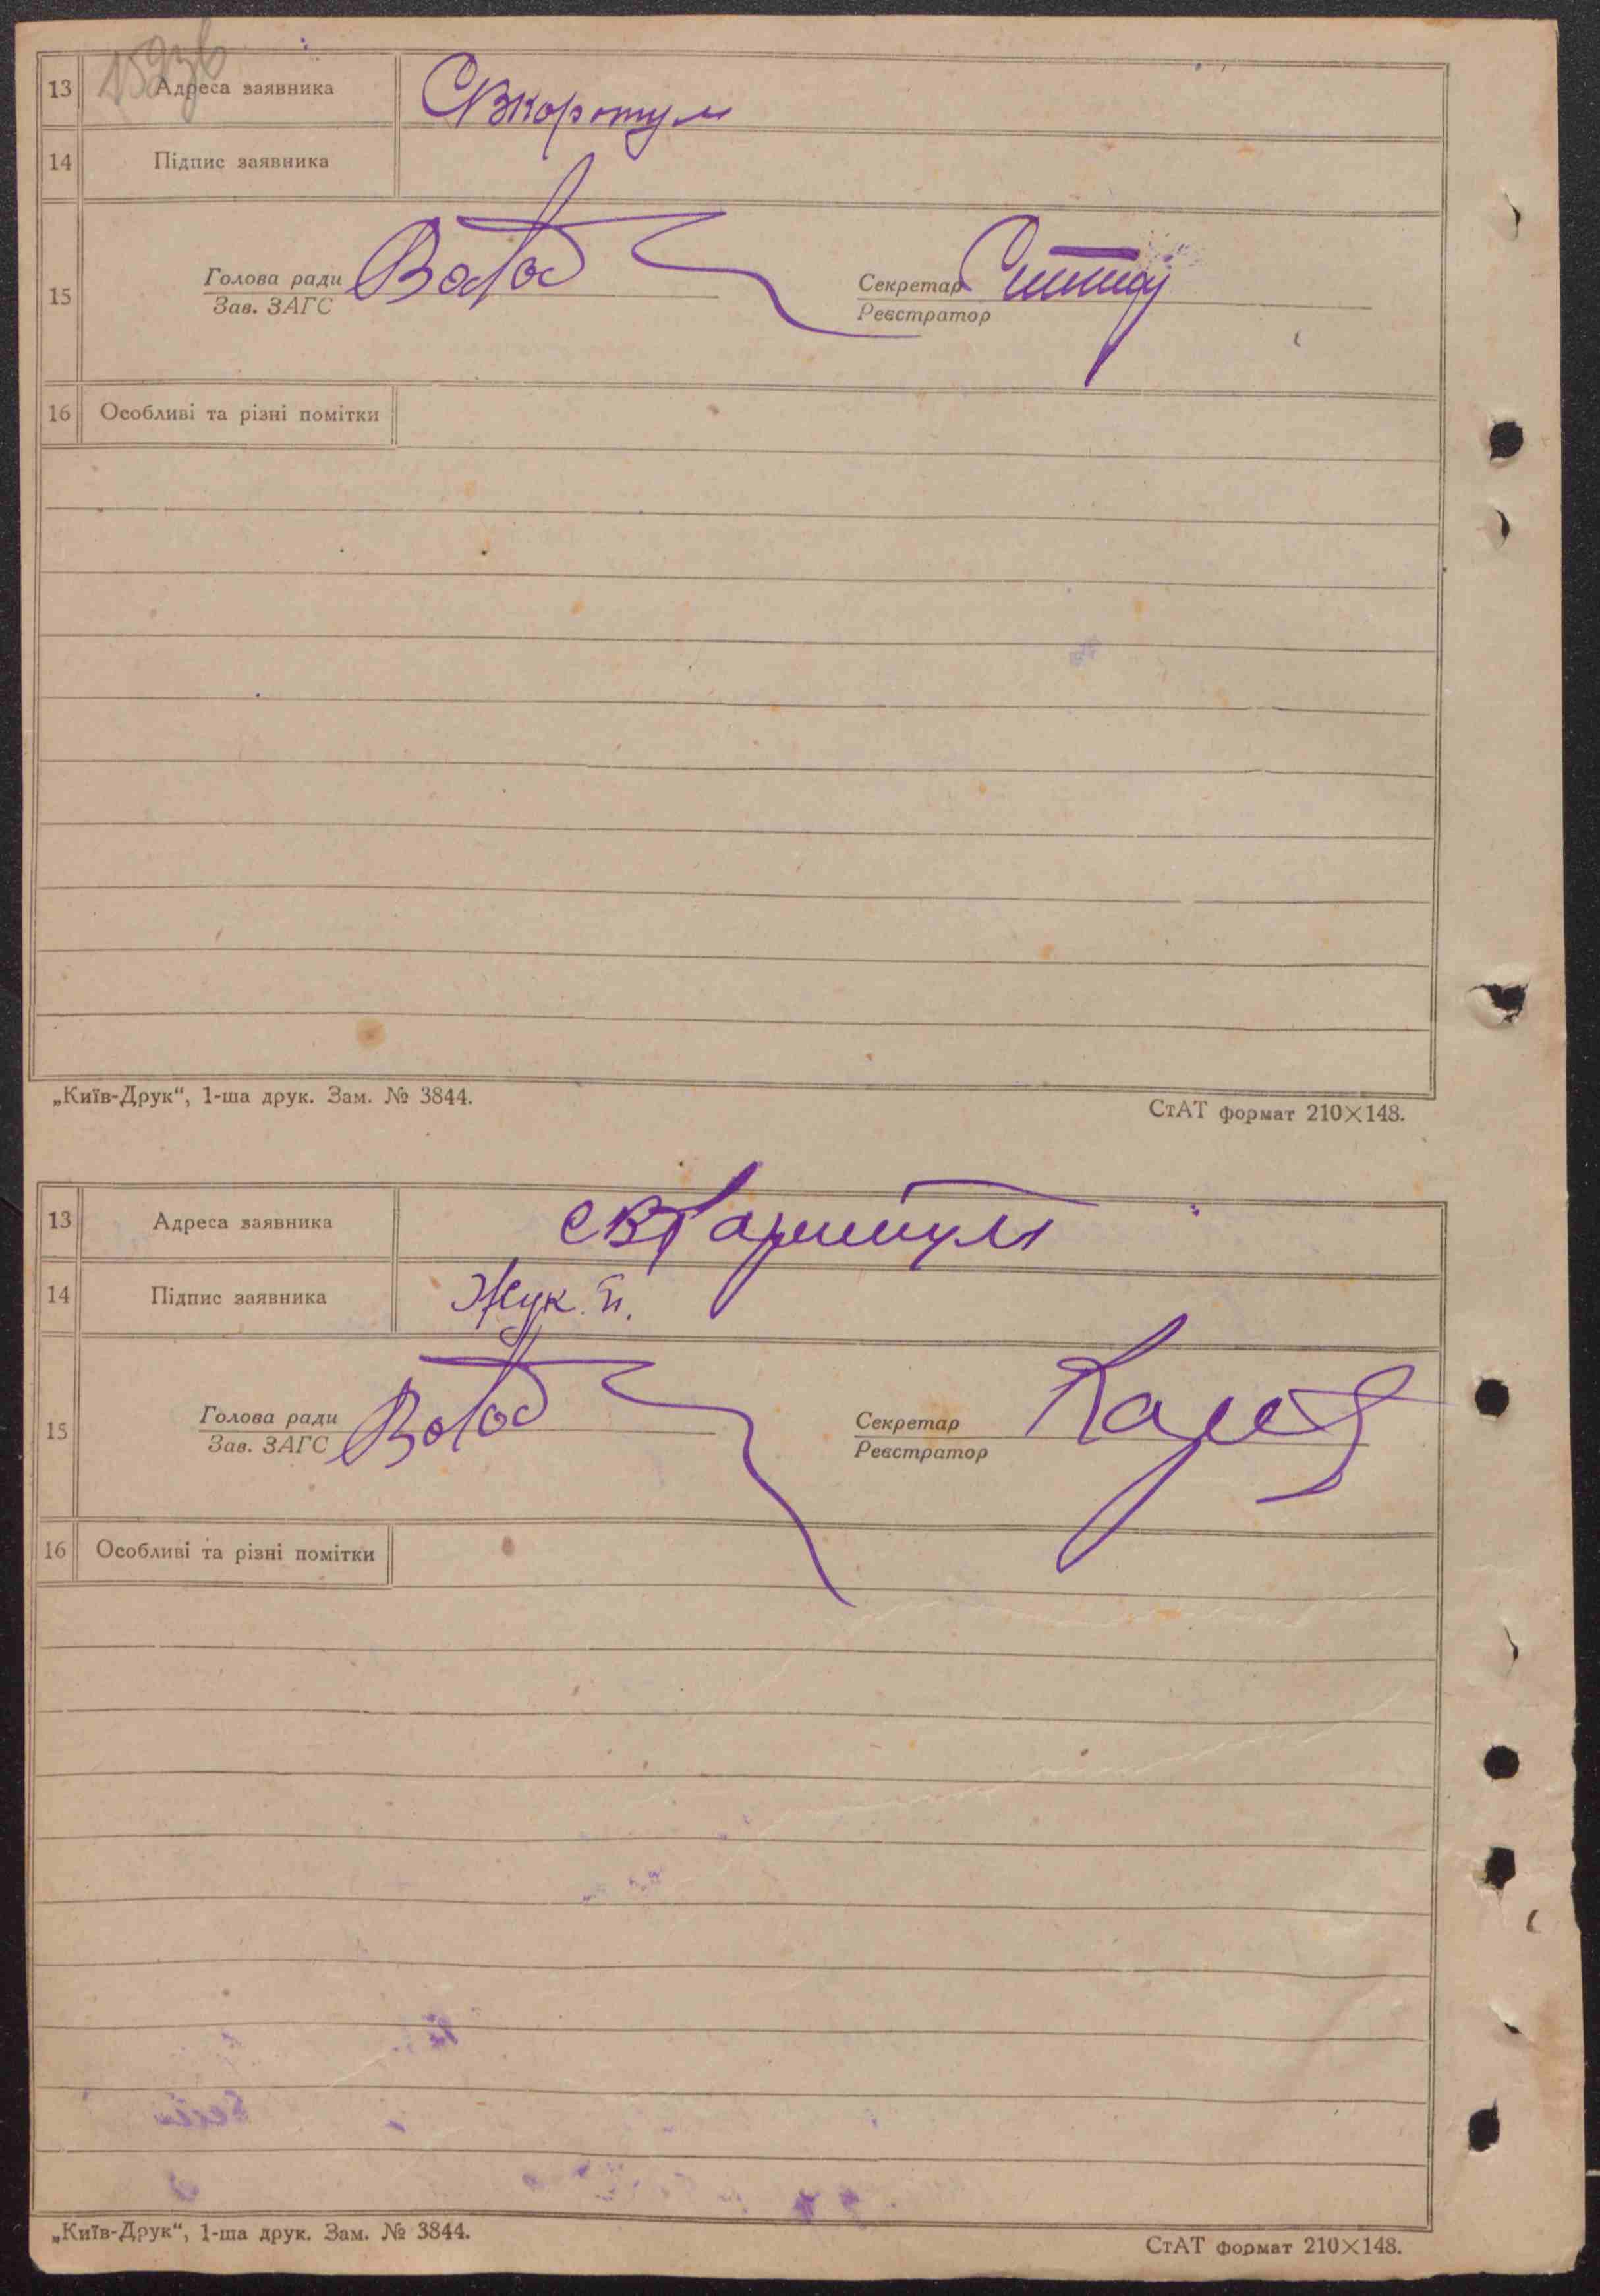 159зв
13 Адреса заявника
14 Підпис заявника
15 Голова ради Секретар
Зав. ЗАГС Реєстратор
16 Особливі та різні помітки
„Київ-Друк“, 1-ша друк. Зам. № 3844. СтАТ формат 210×148.
13 Адреса заявника
14 Підпис заявника Жук. П.
15 Голова ради Секретар
Зав. ЗАГС Реєстратор
16 Особливі та різні помітки
„Київ-Друк“, 1-ша друк. Зам. № 3844. СтАТ формат 210×148.